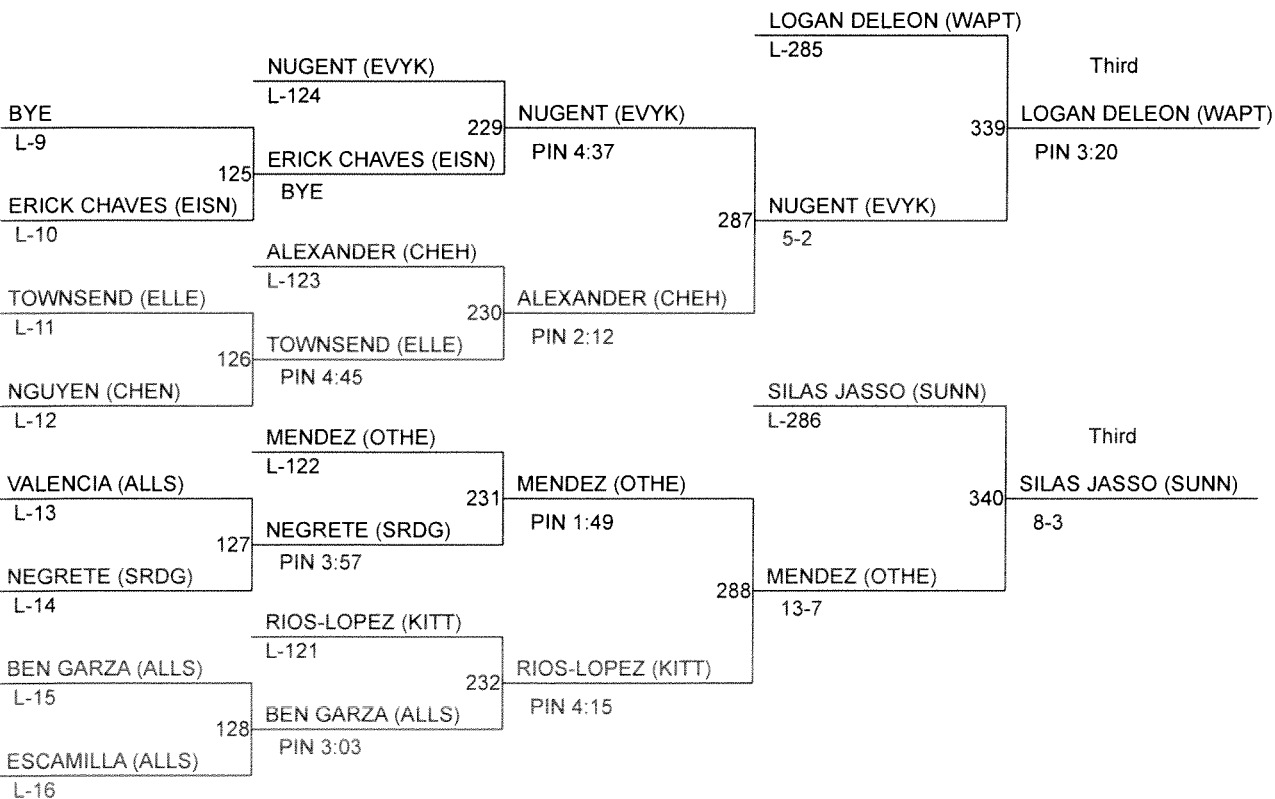 LOGAN DELEON (WAPT)
L-285
Third
NUGENT (EVYK)
L-124
BYE
L-9
229
NUGENT (EVYK)
PIN 4:37
339
LOGAN DELEON (WAPT)
PIN 3:20
125
ERICK CHAVES (EISN)
BYE
ERICK CHAVES (EISN)
L-10
287
NUGENT (EVYK)
5-2
ALEXANDER (CHEH)
L-123
TOWNSEND (ELLE)
L-11
230
ALEXANDER (CHEH)
PIN 2:12
126
TOWNSEND (ELLE)
PIN 4:45
NGUYEN (CHEN)
L-12
SILAS JASSO (SUNN)
L-286
Third
MENDEZ (OTHE)
L-122
VALENCIA (ALLS)
L-13
231
MENDEZ (OTHE)
PIN 1:49
340
SILAS JASSO (SUNN)
8-3
127
NEGRETE (SRDG)
PIN 3:57
NEGRETE (SRDG)
L-14
288
MENDEZ (OTHE)
13-7
RIOS-LOPEZ (KITT)
L-121
BEN GARZA (ALLS)
L-15
232
RIOS-LOPEZ (KITT)
PIN 4:15
128
BEN GARZA (ALLS)
PIN 3:03
ESCAMILLA (ALLS)
L-16